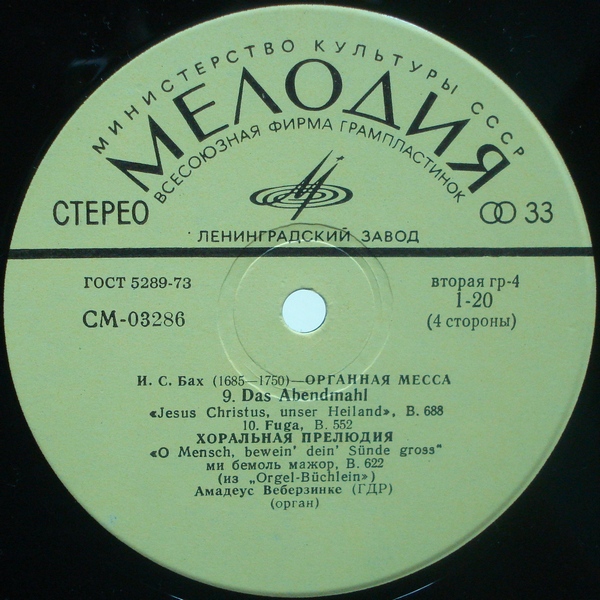 МИНИСТЕРСТВО КУЛЬТУРЫ СССР
МЕЛОДИЯ
ВСЕСОЮЗНАЯ ФИРМА ГРАМПЛАСТИНОК
СТЕРЕО
33
ЛЕНИНГРАДСКИЙ ЗАВОД
ГОСТ 5289-73
вторая гр-4
1-20
СМ-03286
(4 стороны)
И. С. Бах (1685—1750)—ОРГАННАЯ МЕССА
9. Das Abendmahl
«Jesus Christus, unser Heiland», B. 688
10. Fuga, B. 552
ХОРАЛЬНАЯ ПРЕЛЮДИЯ
«O Mensch, bewein' dein' Sünde gross"
ми бемоль мажор, B. 622
(из „Orgel-Büchlein»)
Амадеус Веберзинке (ГДР)
(орган)